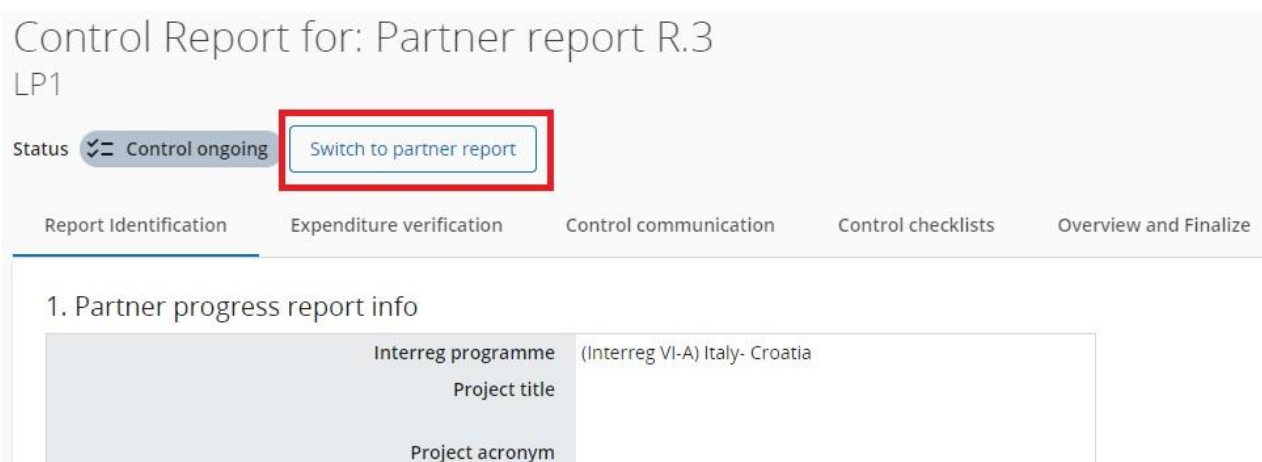 Control Report for: Partner report R.3
LP1
Status Control ongoing Switch to partner report
Report Identification Expenditure verification Control communication Control checklists Overview and Finalize
1. Partner progress report info
Interreg programme (Interreg VI-A) Italy- Croatia
Project title
Project acronym